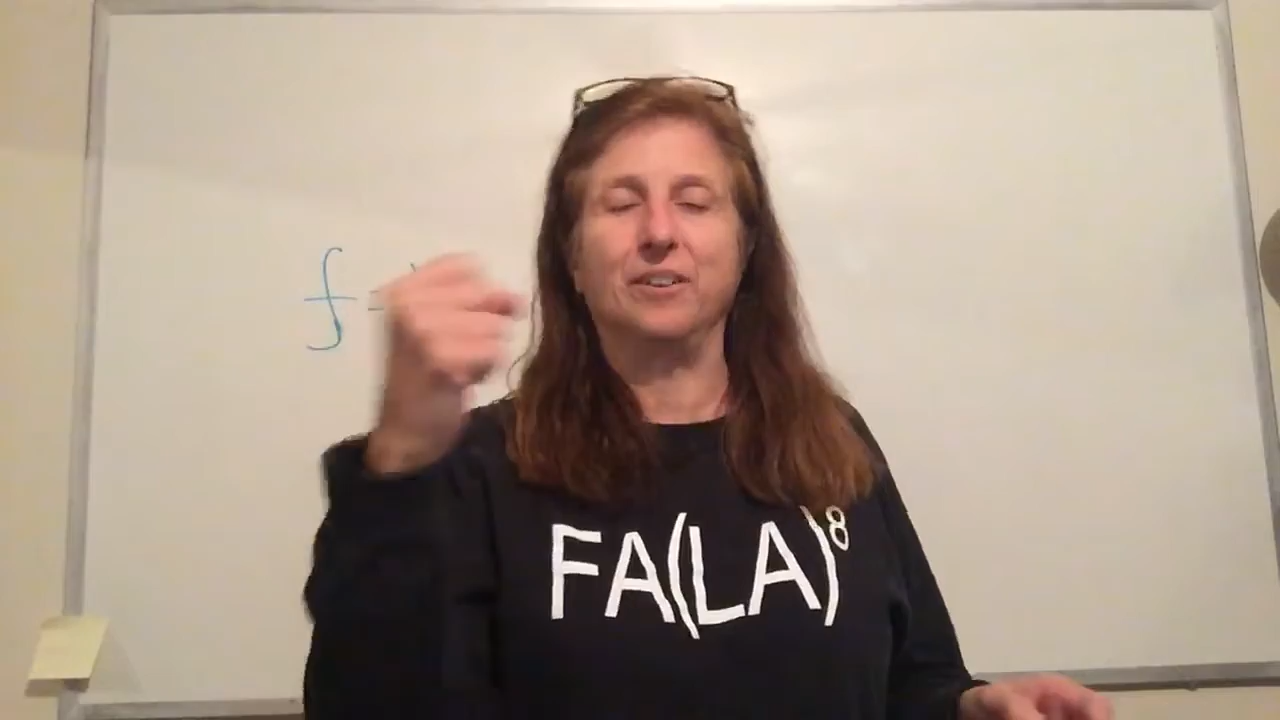 f =
FA(LA)⁸